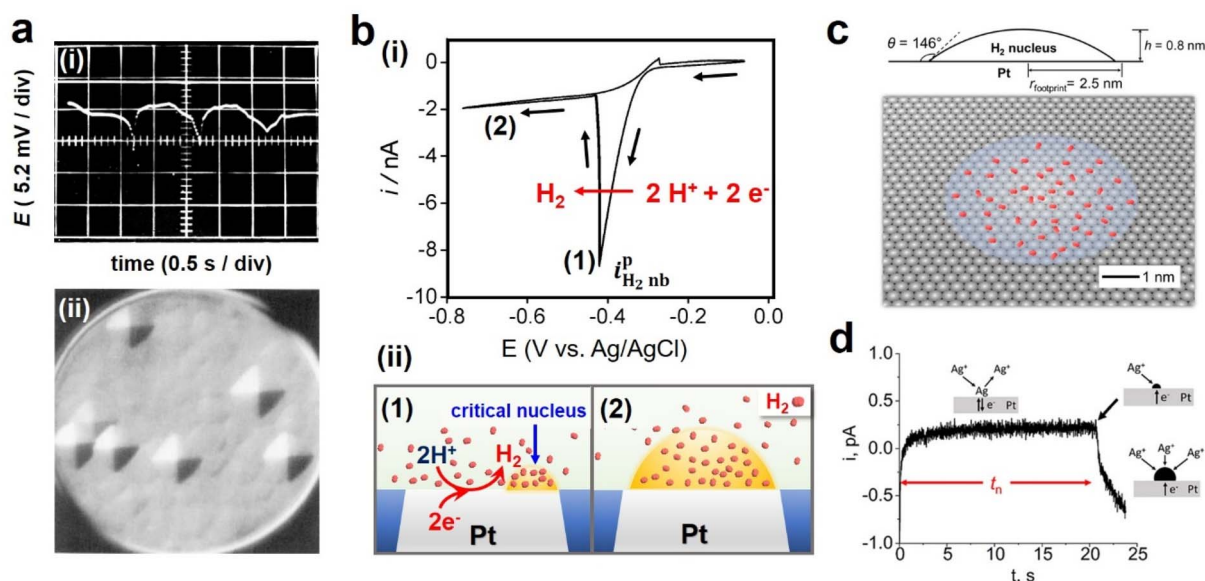 a
(i)
E ( 5.2 mV / div)
time (0.5 s / div)
(ii)
b
(i)
0
-2
-4
-6
-8
-10
i / nA
(2)
H₂
2 H⁺ + 2 e⁻
(1)
iᵖH₂ nb
-0.8
-0.6
-0.4
-0.2
0.0
E (V vs. Ag/AgCl)
(ii)
(1)
critical nucleus
2H⁺
H₂
2e⁻
Pt
(2)
H₂
Pt
c
θ = 146°
H₂ nucleus
h = 0.8 nm
Pt
rfootprint= 2.5 nm
1 nm
d
1.0
0.5
0.0
-0.5
-1.0
i, pA
Ag⁺ Ag⁺
Ag
e⁻ Pt
tn
Ag⁺
e⁻ Pt
Ag⁺
Ag⁺ Ag⁺
e⁻ Pt
0 5 10 15 20 25
t, s